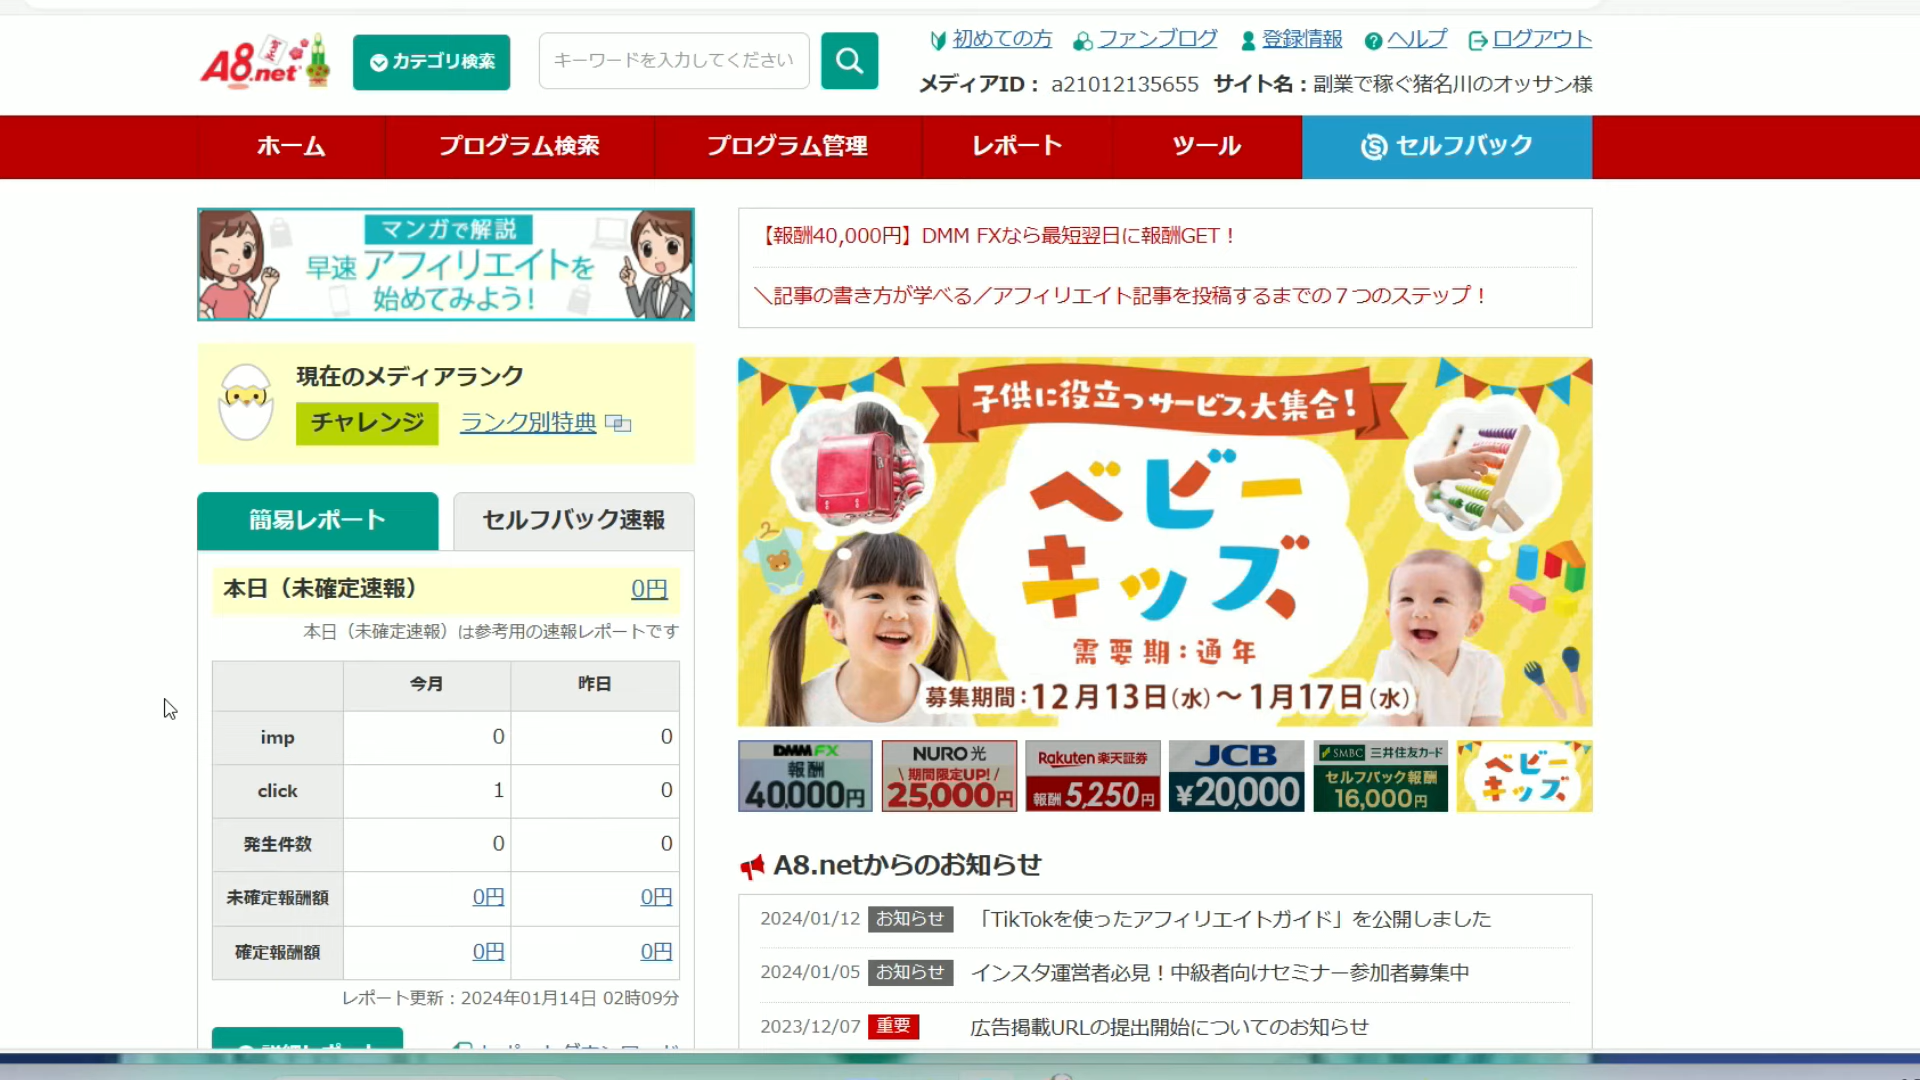 A8.net
カテゴリ検索
キーワードを入力してください
初めての方
ファンブログ
登録情報
ヘルプ
ログアウト
メディアID： a21012135655 サイト名：副業で稼ぐ猪名川のオッサン様
ホーム
プログラム検索
プログラム管理
レポート
ツール
セルフバック
マンガで解説
早速 アフィリエイトを
始めてみよう！
現在のメディアランク
チャレンジ
ランク別特典
簡易レポート
セルフバック速報
本日（未確定速報） 0円
本日（未確定速報）は参考用の速報レポートです
今月 昨日
imp 0 0
click 1 0
発生件数 0 0
未確定報酬額 0円 0円
確定報酬額 0円 0円
レポート更新：2024年01月14日 02時09分
【報酬40,000円】DMM FXなら最短翌日に報酬GET！
＼記事の書き方が学べる／アフィリエイト記事を投稿するまでの７つのステップ！
子供に役立つサービス大集合！
ベビー
キッズ
需要期：通年
募集期間：12月13日(水)～1月17日(水)
DMM FX
報酬
40,000円
NURO 光
\ 期間限定UP! /
25,000円
Rakuten 楽天証券
報酬 5,250円
JCB
¥20,000
SMBC 三井住友カード
セルフバック報酬
16,000円
ベビー
キッズ
A8.netからのお知らせ
2024/01/12 お知らせ 「TikTokを使ったアフィリエイトガイド」を公開しました
2024/01/05 お知らせ インスタ運営者必見！中級者向けセミナー参加者募集中
2023/12/07 重要 広告掲載URLの提出開始についてのお知らせ